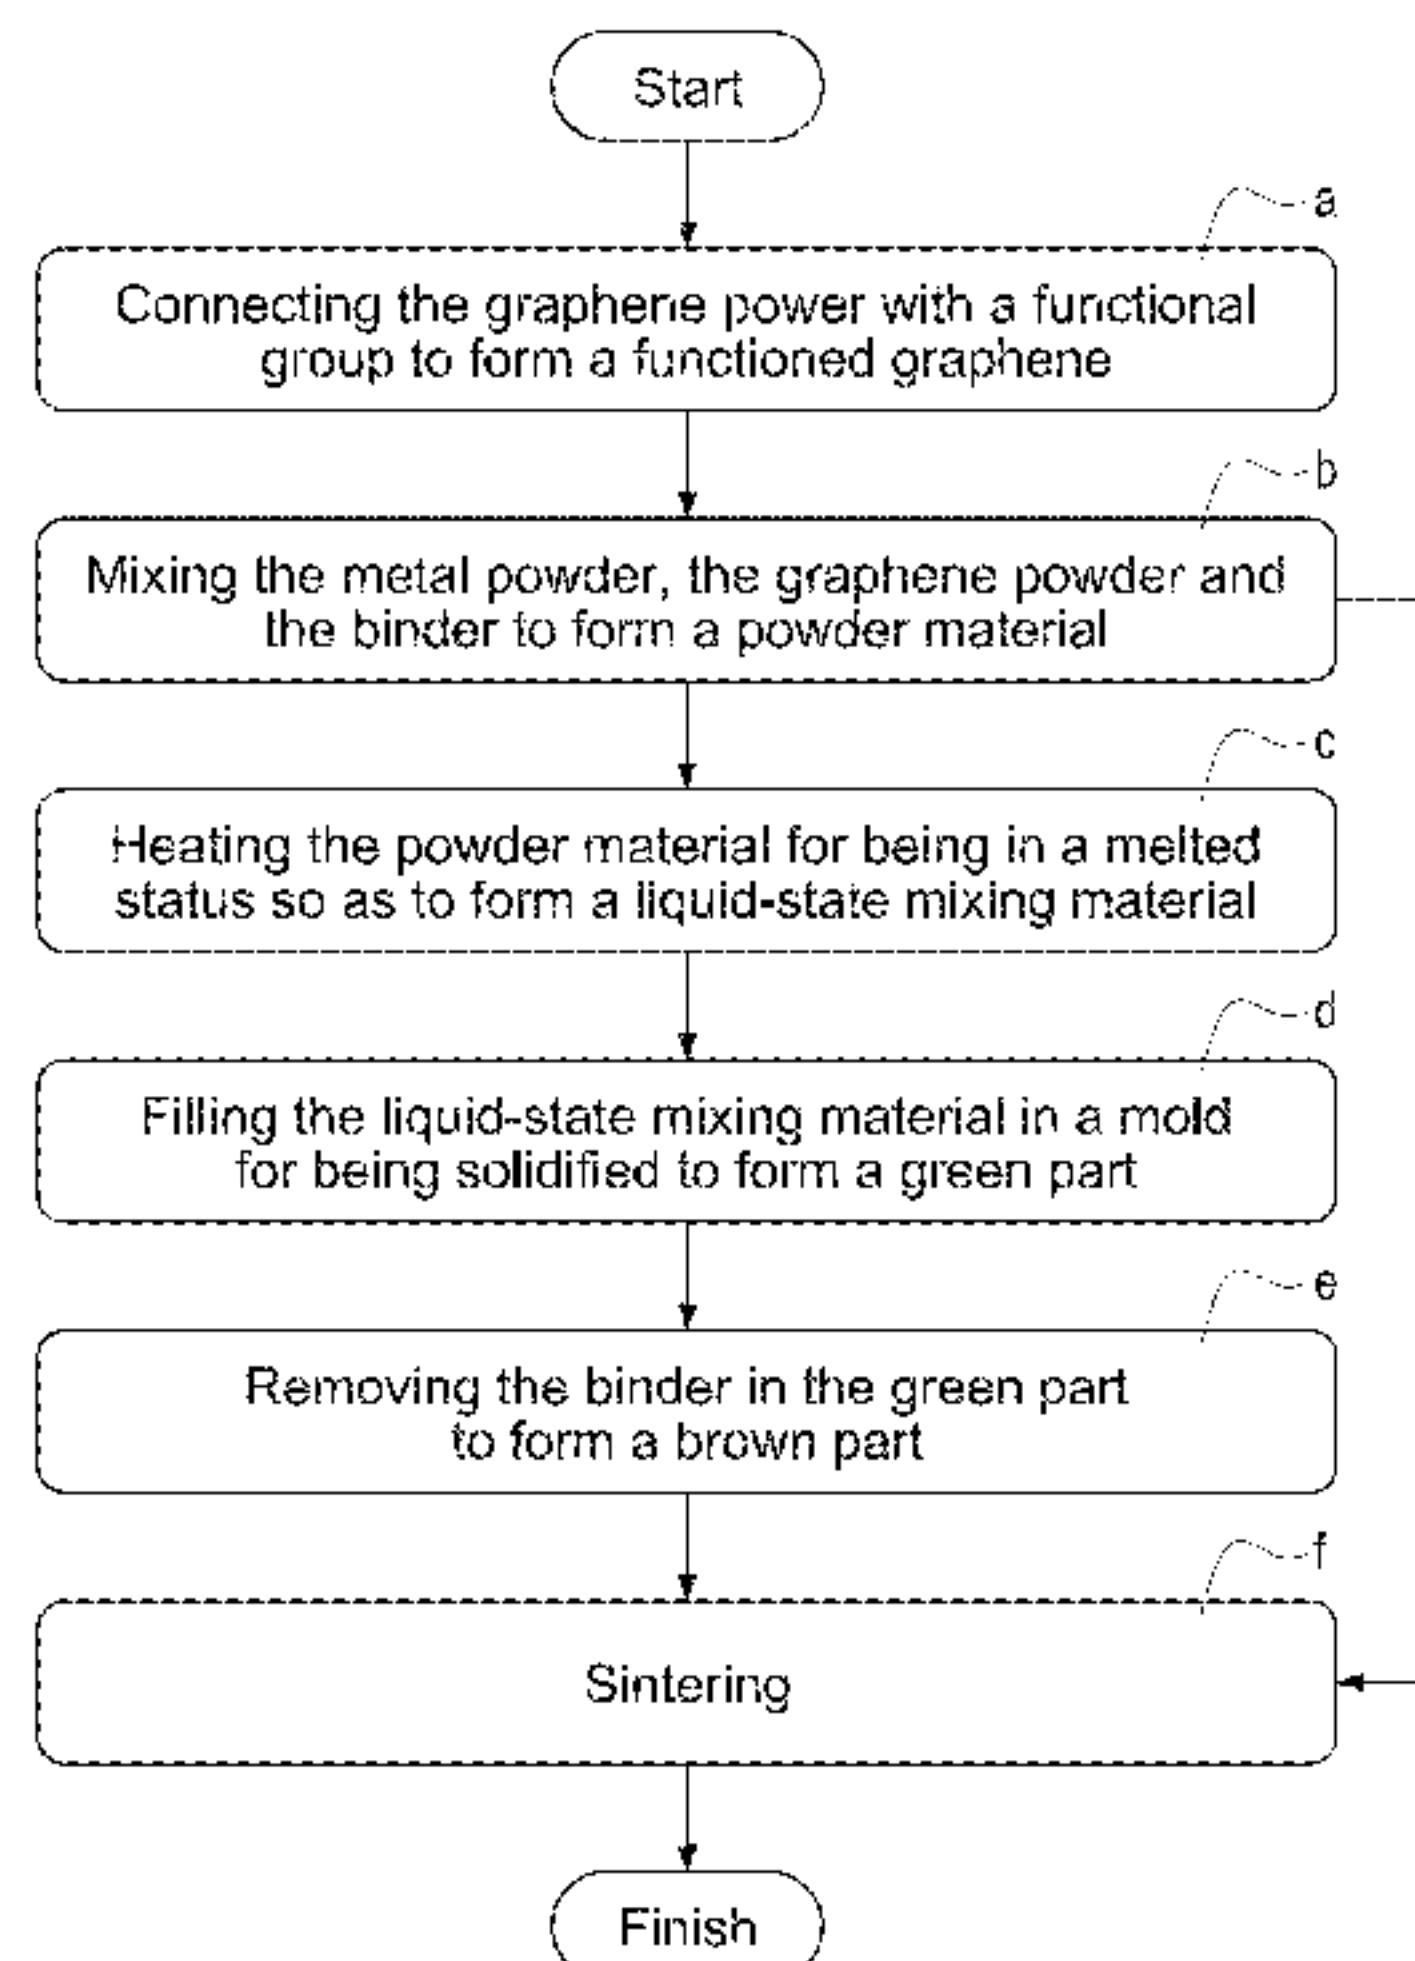 Start
a
Connecting the graphene power with a functional
group to form a functioned graphene
b
Mixing the metal powder, the graphene powder and
the binder to form a powder material
c
Heating the powder material for being in a melted
status so as to form a liquid-state mixing material
d
Filling the liquid-state mixing material in a mold
for being solidified to form a green part
e
Removing the binder in the green part
to form a brown part
f
Sintering
Finish